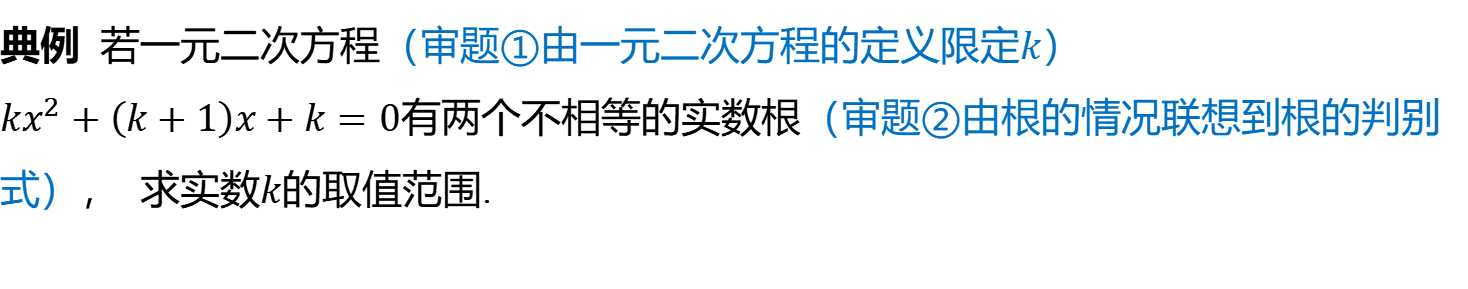 典例 若一元二次方程（审题①由一元二次方程的定义限定k）
kx² + (k + 1)x + k = 0有两个不相等的实数根（审题②由根的情况联想到根的判别
式）， 求实数k的取值范围.